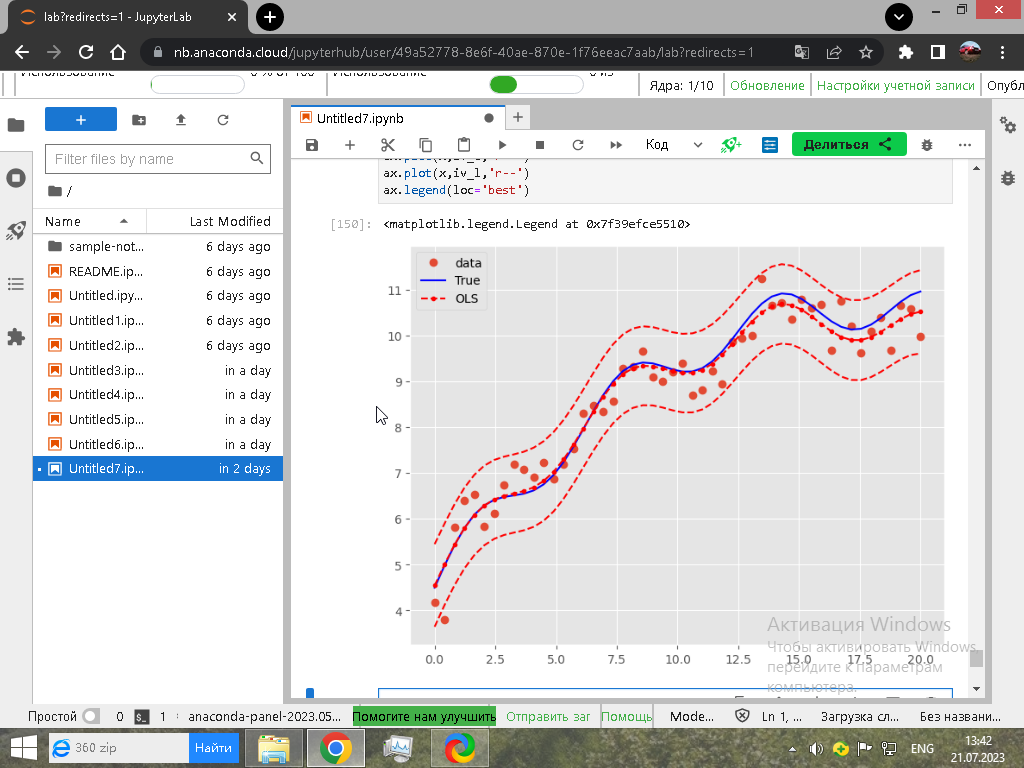 lab?redirects=1 - JupyterLab
nb.anaconda.cloud/jupyterhub/user/49a52778-8e6f-40ae-870e-1f76eeac7aab/lab?redirects=1
Использование 0 % от 100 Использование 0 из
Ядра: 1/10 Обновление Настройки учетной записи Опубл
Untitled7.ipynb
Код Делиться
Filter files by name
/
Name Last Modified
sample-not... 6 days ago
README.ip... 6 days ago
Untitled.ipy... 6 days ago
Untitled1.ip... 6 days ago
Untitled2.ip... 6 days ago
Untitled3.ip... in a day
Untitled4.ip... in a day
Untitled5.ip... in a day
Untitled6.ip... in a day
Untitled7.ip... in 2 days
ax.plot(x,iv_l,'r--')
ax.legend(loc='best')
[150]: <matplotlib.legend.Legend at 0x7f39efce5510>
data
True
OLS
11
10
9
8
7
6
5
4
0.0 2.5 5.0 7.5 10.0 12.5 15.0 17.5 20.0
Активация Windows
Чтобы активировать Windows,
перейдите к параметрам
компьютера.
Простой 0 $_ 1 anaconda-panel-2023.05... Помогите нам улучшить Отправить заг Помощь Mode... Ln 1, ... Загрузка сл... Без названи...
360 zip Найти
ENG
13:42
21.07.2023